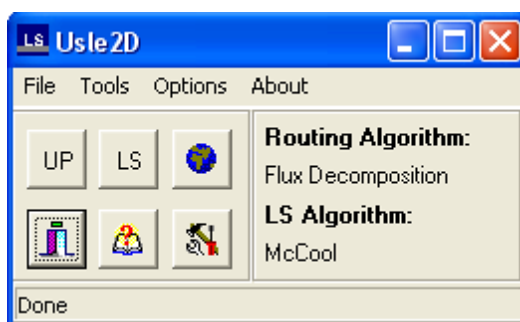 LS Usle2D
File Tools Options About
UP LS
Routing Algorithm:
Flux Decomposition
LS Algorithm:
McCool
Done